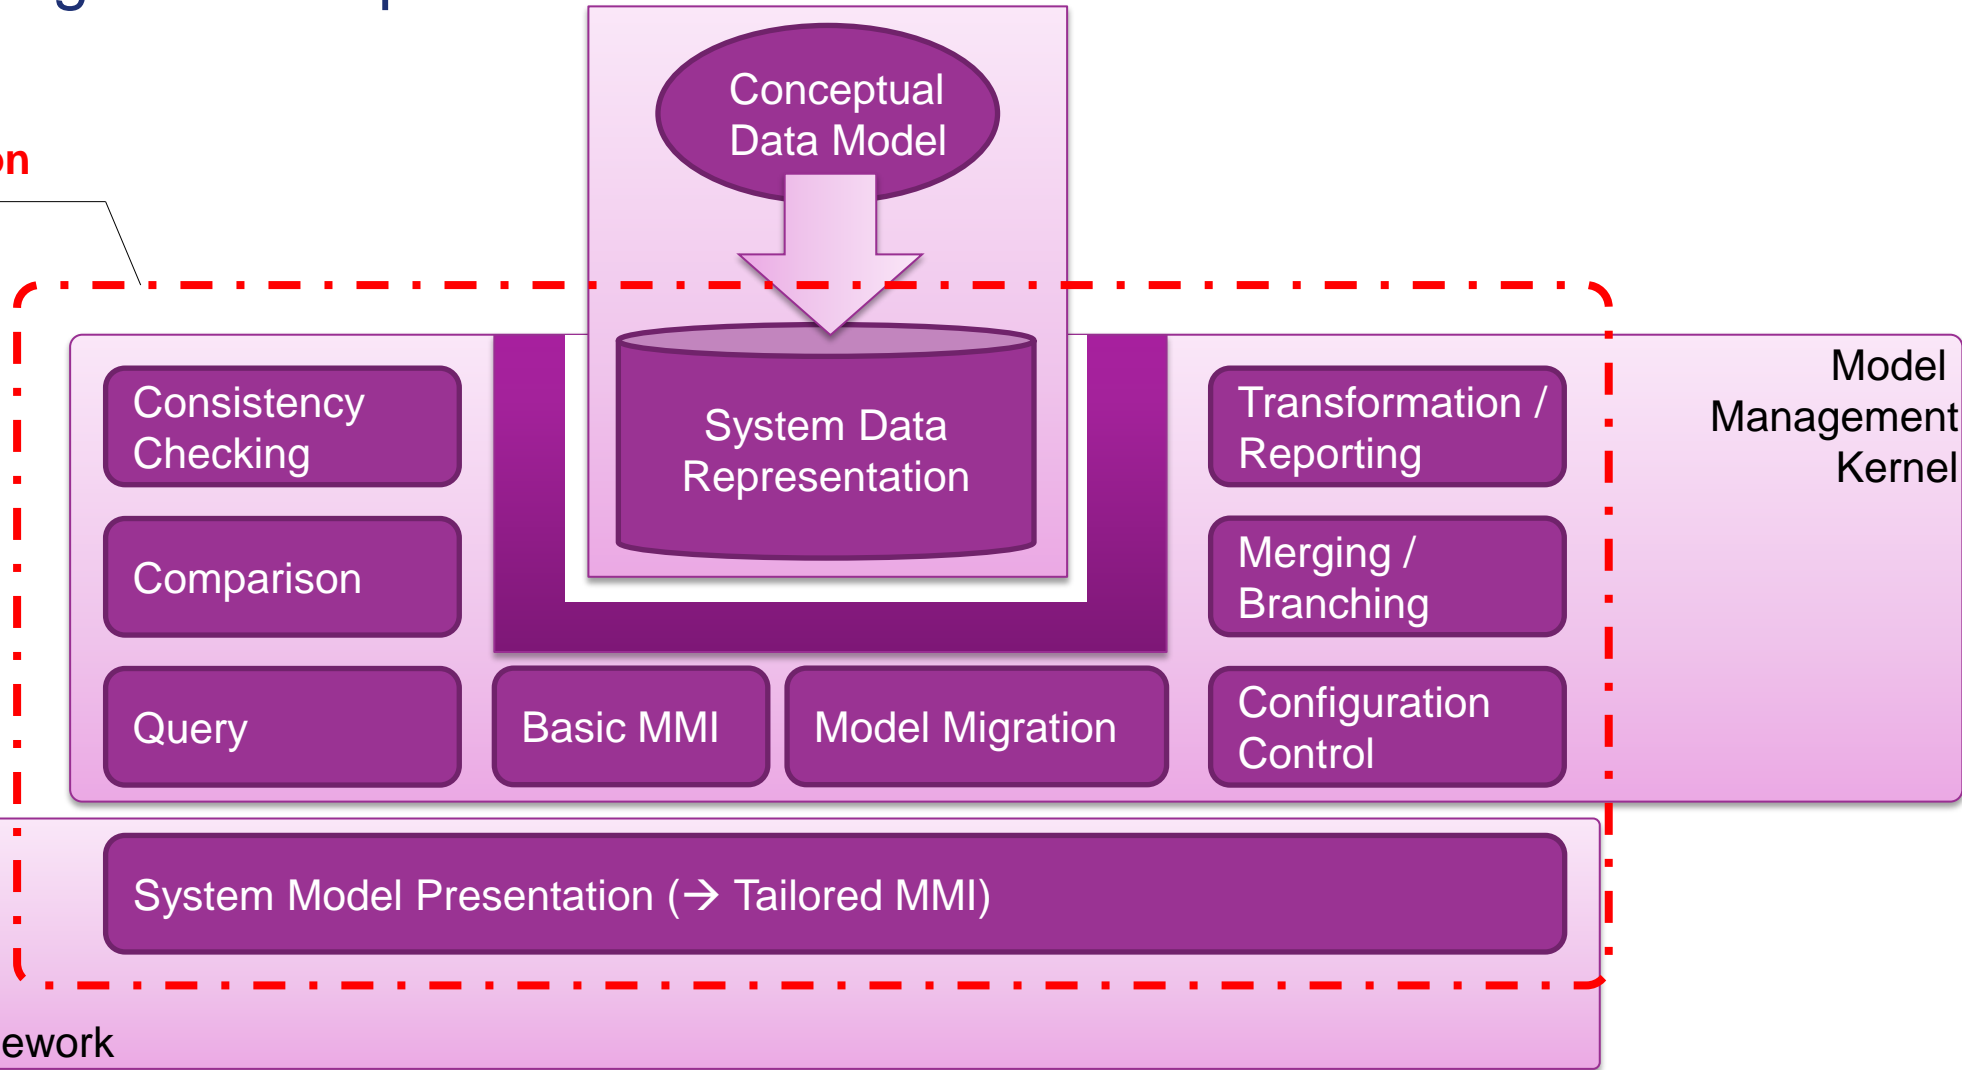 Conceptual
Data Model
on
System Data
Representation
Consistency
Checking
Comparison
Query
Basic MMI
Model Migration
Transformation /
Reporting
Merging /
Branching
Configuration
Control
Model
Management
Kernel
System Model Presentation (→ Tailored MMI)
ework